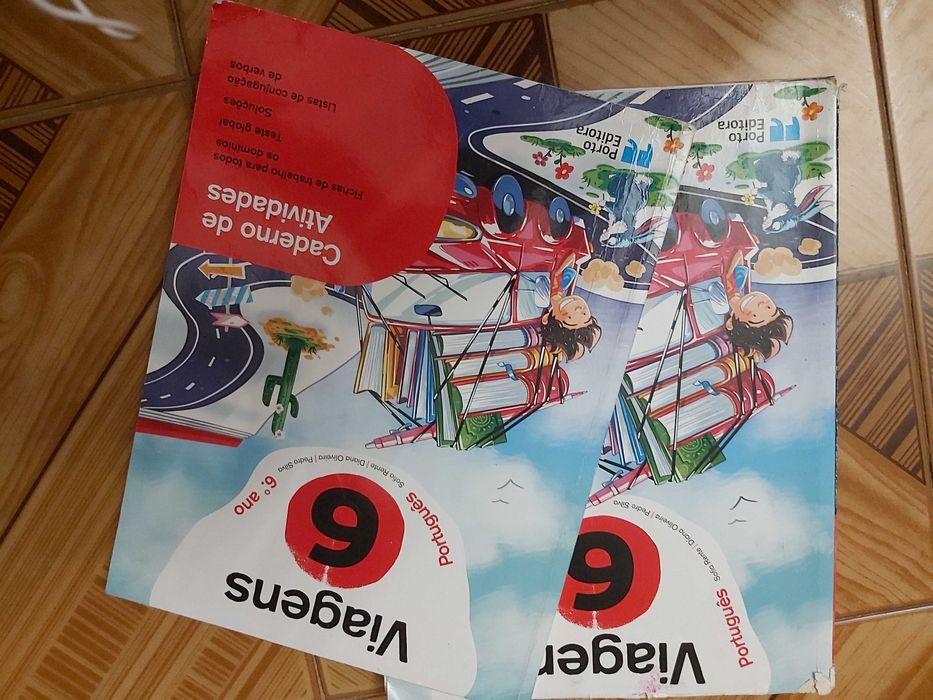 Viagens
6
Português
6.º ano
Sofia Rente | Diana Oliveira | Pedro Silva
Caderno de
Atividades
Fichas de trabalho para todos
os domínios
Teste global
Soluções
Listas de conjugação
de verbos
Porto
Editora
Viager
6
Português
Sofia Rente | Diana Oliveira | Pedro Silva
Porto
Editora